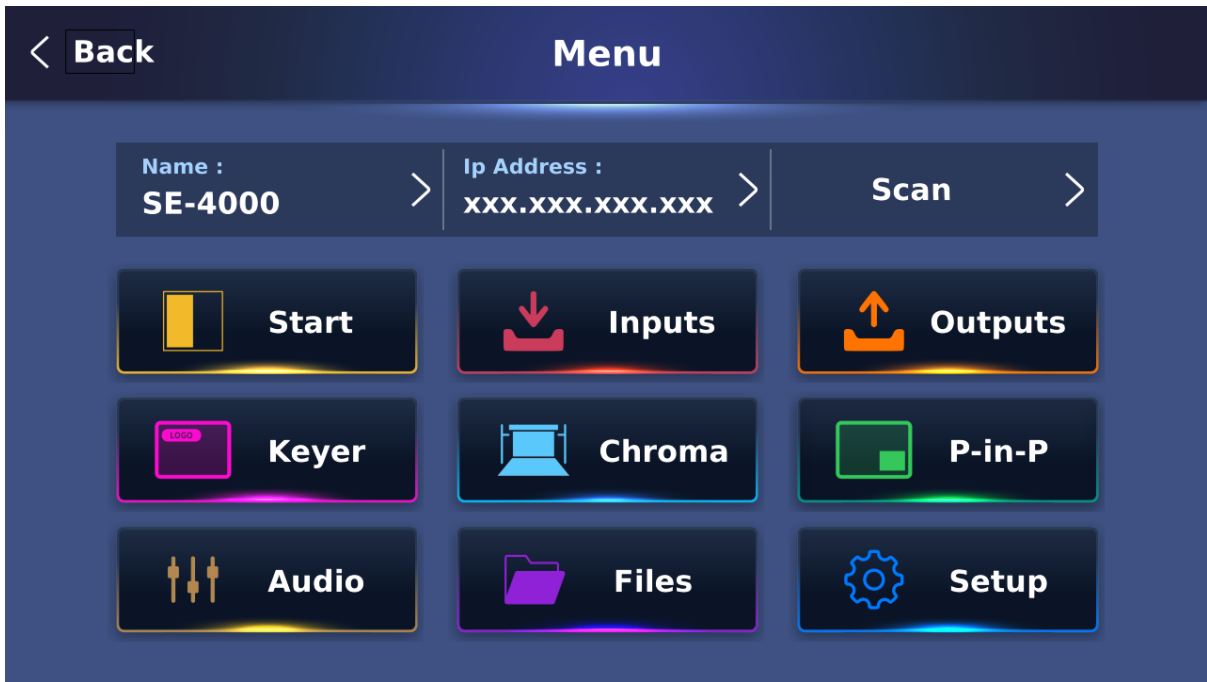 Back
Menu
Name :
SE-4000
Ip Address :
xxx.xxx.xxx.xxx
Scan
Start
Inputs
Outputs
LOGO
Keyer
Chroma
P-in-P
Audio
Files
Setup